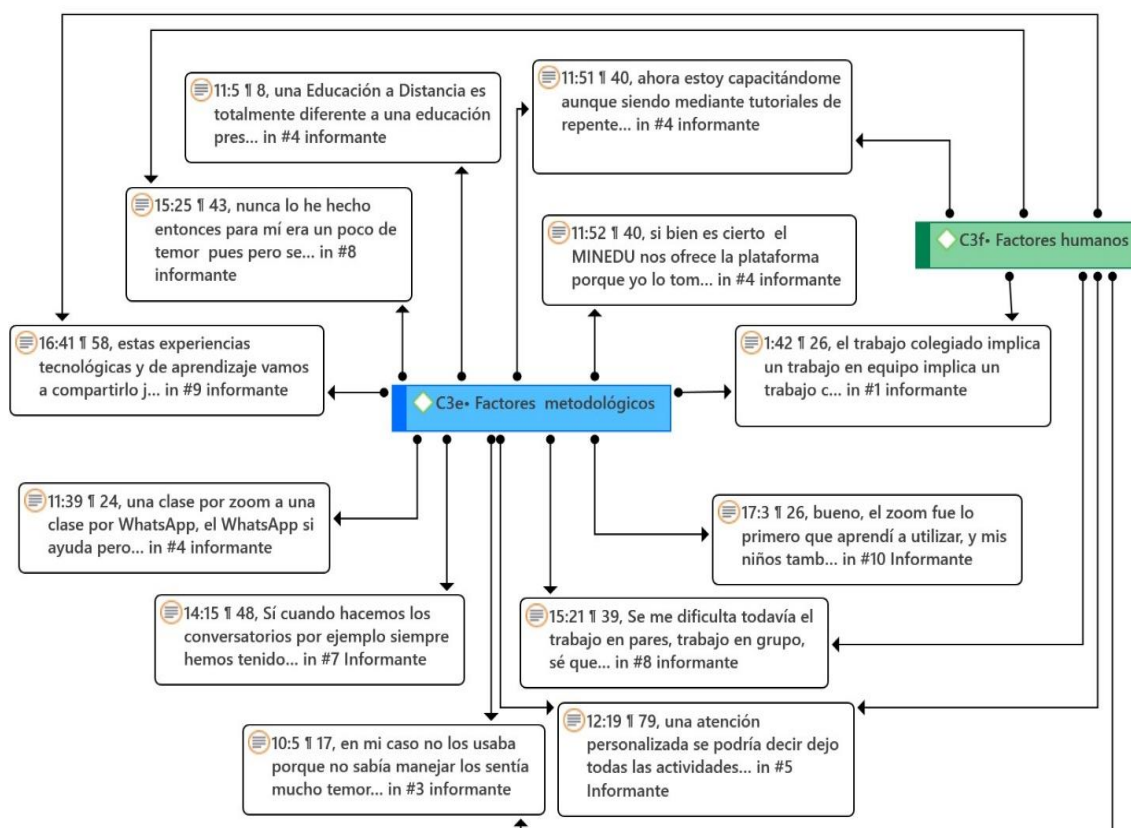 11:5 ¶ 8, una Educación a Distancia es
totalmente diferente a una educación
pres... in #4 informante
11:51 ¶ 40, ahora estoy capacitándome
aunque siendo mediante tutoriales de
repente... in #4 informante
15:25 ¶ 43, nunca lo he hecho
entonces para mí era un poco de
temor pues pero se... in #8
informante
11:52 ¶ 40, si bien es cierto el
MINEDU nos ofrece la plataforma
porque yo lo tom... in #4 informante
C3f• Factores humanos
16:41 ¶ 58, estas experiencias
tecnológicas y de aprendizaje vamos
a compartirlo j... in #9 informante
1:42 ¶ 26, el trabajo colegiado implica
un trabajo en equipo implica un
trabajo c... in #1 informante
C3e• Factores metodológicos
11:39 ¶ 24, una clase por zoom a una
clase por WhatsApp, el WhatsApp si
ayuda pero... in #4 informante
17:3 ¶ 26, bueno, el zoom fue lo
primero que aprendí a utilizar, y mis
niños tamb... in #10 Informante
14:15 ¶ 48, Sí cuando hacemos los
conversatorios por ejemplo siempre
hemos tenido... in #7 Informante
15:21 ¶ 39, Se me dificulta todavía el
trabajo en pares, trabajo en grupo,
sé que... in #8 informante
10:5 ¶ 17, en mi caso no los usaba
porque no sabía manejar los sentía
mucho temor... in #3 informante
12:19 ¶ 79, una atención
personalizada se podría decir dejo
todas las actividades... in #5
Informante